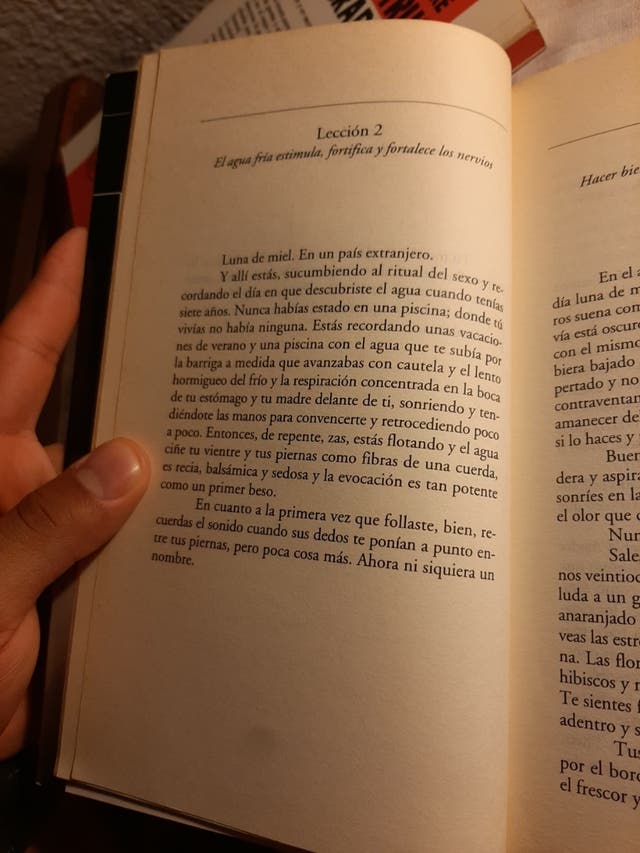 Lección 2
El agua fría estimula, fortifica y fortalece los nervios
Luna de miel. En un país extranjero.
Y allí estás, sucumbiendo al ritual del sexo y re-
cordando el día en que descubriste el agua cuando tenías
siete años. Nunca habías estado en una piscina; donde tú
vivías no había ninguna. Estás recordando unas vacacio-
nes de verano y una piscina con el agua que te subía por
la barriga a medida que avanzabas con cautela y el lento
hormigueo del frío y la respiración concentrada en la boca
de tu estómago y tu madre delante de ti, sonriendo y ten-
diéndote las manos para convencerte y retrocediendo poco
a poco. Entonces, de repente, zas, estás flotando y el agua
ciñe tu vientre y tus piernas como fibras de una cuerda,
es recia, balsámica y sedosa y la evocación es tan potente
como un primer beso.
En cuanto a la primera vez que follaste, bien, re-
cuerdas el sonido cuando sus dedos te ponían a punto en-
tre tus piernas, pero poca cosa más. Ahora ni siquiera un
nombre.
Hacer bie
En el
día luna de m
ros suena com
vía está oscur
con el mismo
biera bajado
pertado y no
contraventan
amanecer del
si lo haces y
Buen
dera y aspira
sonríes en la
el olor que
Nun
Sales
nos veintioc
luda a un g
anaranjado
veas las estr
na. Las flor
hibiscos y
Te sientes
adentro y s
Tus
por el bord
el frescor y